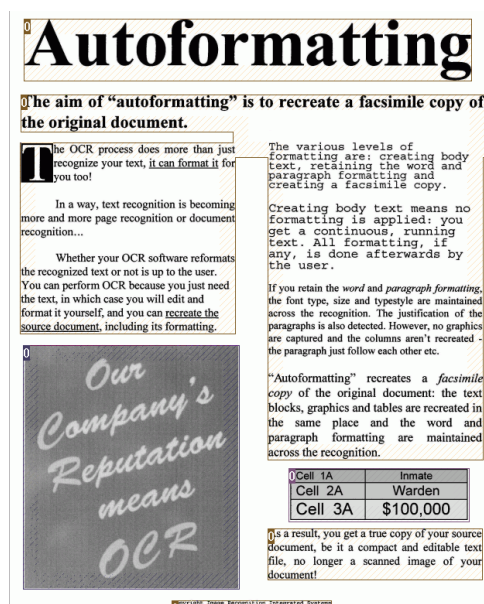 Autoformatting
The aim of “autoformatting” is to recreate a facsimile copy of
the original document.
The OCR process does more than just
recognize your text, it can format it for
you too!
In a way, text recognition is becoming
more and more page recognition or document
recognition…
Whether your OCR software reformats
the recognized text or not is up to the user.
You can perform OCR because you just need
the text, in which case you will edit and
format it yourself, and you can recreate the
source document, including its formatting.
Our
Company's
Reputation
means
OCR
The various levels of
formatting are: creating body
text, retaining the word and
paragraph formatting and
creating a facsimile copy.
Creating body text means no
formatting is applied: you
get a continuous, running
text. All formatting, if
any, is done afterwards by
the user.
If you retain the word and paragraph formatting,
the font type, size and typestyle are maintained
across the recognition. The justification of the
paragraphs is also detected. However, no graphics
are captured and the columns aren't recreated -
the paragraph just follow each other etc.
“Autoformatting” recreates a facsimile
copy of the original document: the text
blocks, graphics and tables are recreated in
the same place and the word and
paragraph formatting are maintained
across the recognition.
Cell 1A Inmate
Cell 2A Warden
Cell 3A $100,000
As a result, you get a true copy of your source
document, be it a compact and editable text
file, no longer a scanned image of your
document!
Copyright Image Recognition Integrated Systems